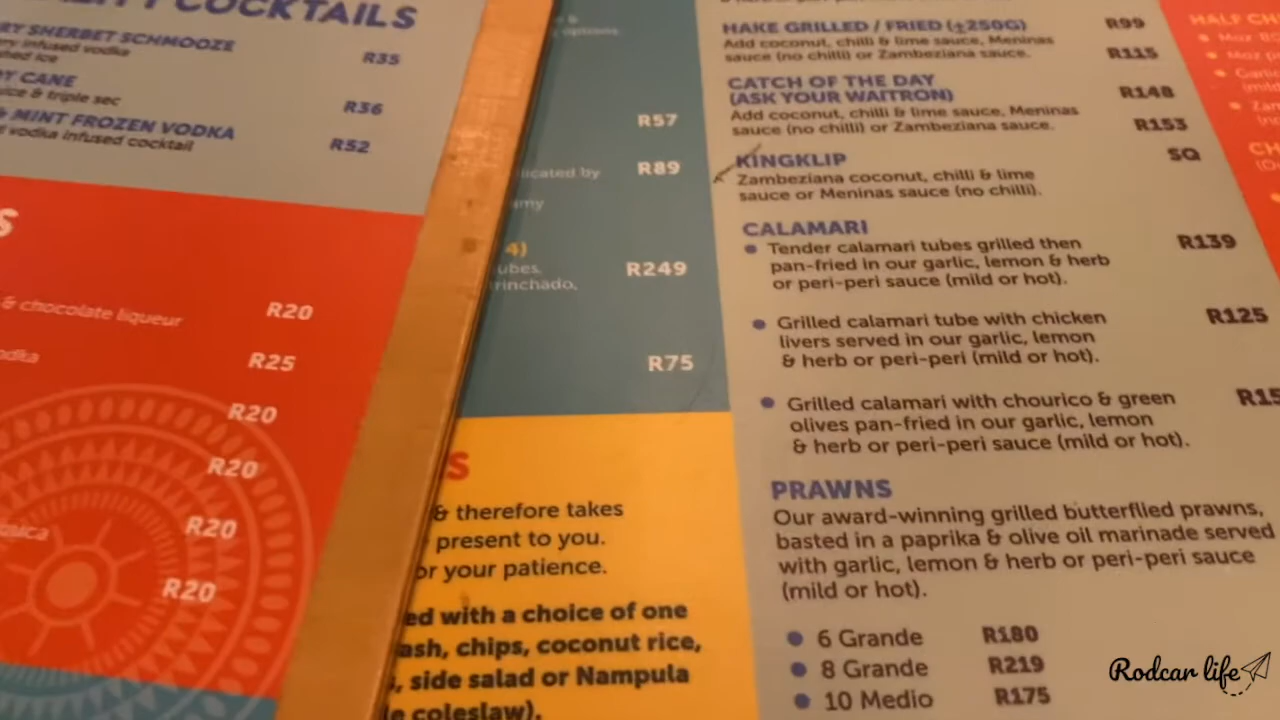 COCKTAILS
SHERBET SCHMOOZE
infused vodka
ice
R35
CANE
& triple sec
R36
& MINT FROZEN VODKA
vodka infused cocktail
R52
S
& chocolate liqueur
R20
R25
R20
R20
R20
R20
options
R57
by
R89
4)
R249
R75
S
& therefore takes
present to you.
or your patience.
with a choice of one
chips, coconut rice,
side salad or Nampula
coleslaw).
HAKE GRILLED / FRIED (±250G) R99
Add coconut, chilli & lime sauce, Meninas
sauce (no chilli) or Zambeziana sauce. R115
CATCH OF THE DAY
(ASK YOUR WAITRON) R148
Add coconut, chilli & lime sauce, Meninas
sauce (no chilli) or Zambeziana sauce. R153
KINGKLIP SQ
Zambeziana coconut, chilli & lime
sauce or Meninas sauce (no chilli).
CALAMARI
Tender calamari tubes grilled then R139
pan-fried in our garlic, lemon & herb
or peri-peri sauce (mild or hot).
Grilled calamari tube with chicken R125
livers served in our garlic, lemon
& herb or peri-peri (mild or hot).
Grilled calamari with chourico & green
olives pan-fried in our garlic, lemon
& herb or peri-peri sauce (mild or hot).
PRAWNS
Our award-winning grilled butterflied prawns,
basted in a paprika & olive oil marinade served
with garlic, lemon & herb or peri-peri sauce
(mild or hot).
6 Grande R180
8 Grande R219
10 Medio R175
HALF
Rodcar life